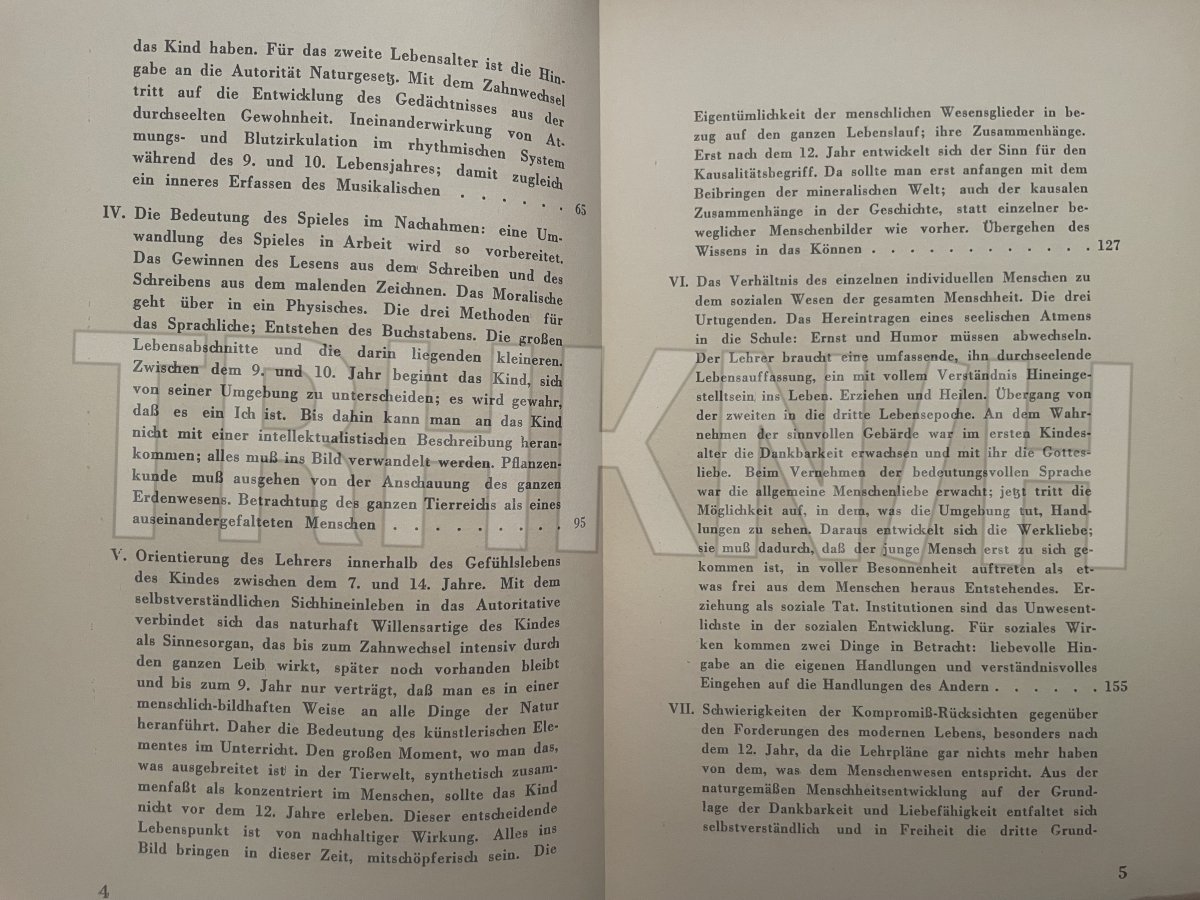 das Kind haben. Für das zweite Lebensalter ist die Hin-
gabe an die Autorität Naturgesetz. Mit dem Zahnwechsel
tritt auf die Entwicklung des Gedächtnisses aus der
durchseelten Gewohnheit. Ineinanderwirkung von At-
mungs- und Blutzirkulation im rhythmischen System
während des 9. und 10. Lebensjahres; damit zugleich
ein inneres Erfassen des Musikalischen . . . . . . 65
IV. Die Bedeutung des Spieles im Nachahmen: eine Um-
wandlung des Spieles in Arbeit wird so vorbereitet.
Das Gewinnen des Lesens aus dem Schreiben und des
Schreibens aus dem malenden Zeichnen. Das Moralische
geht über in ein Physisches. Die drei Methoden für
das Sprachliche; Entstehen des Buchstabens. Die großen
Lebensabschnitte und die darin liegenden kleineren.
Zwischen dem 9. und 10. Jahr beginnt das Kind, sich
von seiner Umgebung zu unterscheiden; es wird gewahr,
daß es ein Ich ist. Bis dahin kann man an das Kind
nicht mit einer intellektualistischen Beschreibung heran-
kommen; alles muß ins Bild verwandelt werden. Pflanzen-
kunde muß ausgehen von der Anschauung des ganzen
Erdenwesens. Betrachtung des ganzen Tierreichs als eines
auseinandergefalteten Menschen . . . . . . . . . 95
V. Orientierung des Lehrers innerhalb des Gefühlslebens
des Kindes zwischen dem 7. und 14. Jahre. Mit dem
selbstverständlichen Sichhineinleben in das Autoritative
verbindet sich das naturhaft Willensartige des Kindes
als Sinnesorgan, das bis zum Zahnwechsel intensiv durch
den ganzen Leib wirkt, später noch vorhanden bleibt
und bis zum 9. Jahr nur verträgt, daß man es in einer
menschlich-bildhaften Weise an alle Dinge der Natur
heranführt. Daher die Bedeutung des künstlerischen Ele-
mentes im Unterricht. Den großen Moment, wo man das,
was ausgebreitet ist in der Tierwelt, synthetisch zusam-
menfaßt als konzentriert im Menschen, sollte das Kind
nicht vor dem 12. Jahre erleben. Dieser entscheidende
Lebenspunkt ist von nachhaltiger Wirkung. Alles ins
Bild bringen in dieser Zeit, mitschöpferisch sein. Die
4
Eigentümlichkeit der menschlichen Wesensglieder in be-
zug auf den ganzen Lebenslauf; ihre Zusammenhänge.
Erst nach dem 12. Jahr entwickelt sich der Sinn für den
Kausalitätsbegriff. Da sollte man erst anfangen mit dem
Beibringen der mineralischen Welt; auch der kausalen
Zusammenhänge in der Geschichte, statt einzelner be-
weglicher Menschenbilder wie vorher. Übergehen des
Wissens in das Können . . . . . . . . . . . . 127
VI. Das Verhältnis des einzelnen individuellen Menschen zu
dem sozialen Wesen der gesamten Menschheit. Die drei
Urtugenden. Das Hereintragen eines seelischen Atmens
in die Schule: Ernst und Humor müssen abwechseln.
Der Lehrer braucht eine umfassende, ihn durchseelende
Lebensauffassung, ein mit vollem Verständnis Hineinge-
stelltsein ins Leben. Erziehen und Heilen. Übergang von
der zweiten in die dritte Lebensepoche. An dem Wahr-
nehmen der sinnvollen Gebärde war im ersten Kindes-
alter die Dankbarkeit erwachsen und mit ihr die Gottes-
liebe. Beim Vernehmen der bedeutungsvollen Sprache
war die allgemeine Menschenliebe erwacht; jetzt tritt die
Möglichkeit auf, in dem, was die Umgebung tut, Hand-
lungen zu sehen. Daraus entwickelt sich die Werkliebe;
sie muß dadurch, daß der junge Mensch erst zu sich ge-
kommen ist, in voller Besonnenheit auftreten als et-
was frei aus dem Menschen heraus Entstehendes. Er-
ziehung als soziale Tat. Institutionen sind das Unwesent-
lichste in der sozialen Entwicklung. Für soziales Wir-
ken kommen zwei Dinge in Betracht: liebevolle Hin-
gabe an die eigenen Handlungen und verständnisvolles
Eingehen auf die Handlungen des Andern . . . . . . 155
VII. Schwierigkeiten der Kompromiß-Rücksichten gegenüber
den Forderungen des modernen Lebens, besonders nach
dem 12. Jahr, da die Lehrpläne gar nichts mehr haben
von dem, was dem Menschenwesen entspricht. Aus der
naturgemäßen Menschheitsentwicklung auf der Grund-
lage der Dankbarkeit und Liebefähigkeit entfaltet sich
selbstverständlich und in Freiheit die dritte Grund-
5